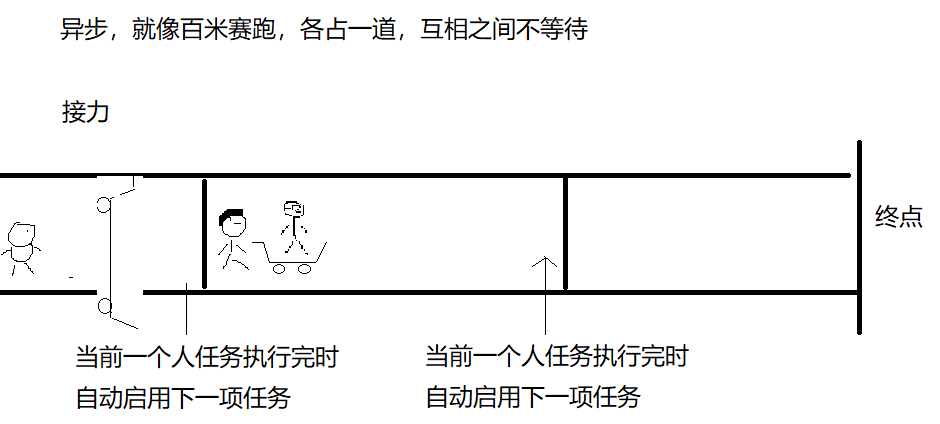 异步，就像百米赛跑，各占一道，互相之间不等待
接力
终点
当前一个人任务执行完时
自动启用下一项任务
当前一个人任务执行完时
自动启用下一项任务